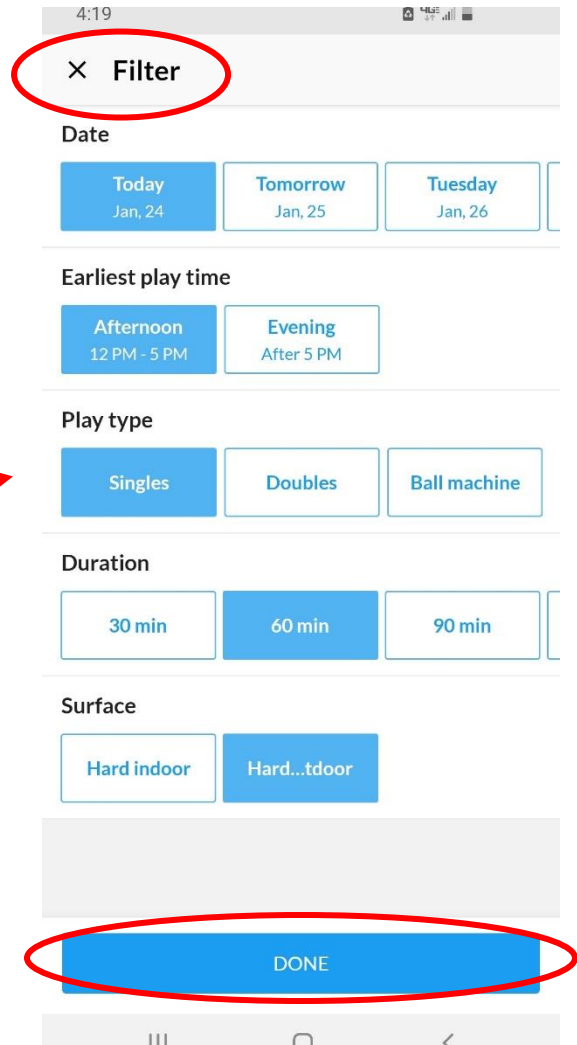 4:19
× Filter
Date
Today
Jan, 24
Tomorrow
Jan, 25
Tuesday
Jan, 26
Earliest play time
Afternoon
12 PM - 5 PM
Evening
After 5 PM
Play type
Singles
Doubles
Ball machine
Duration
30 min
60 min
90 min
Surface
Hard indoor
Hard...tdoor
DONE